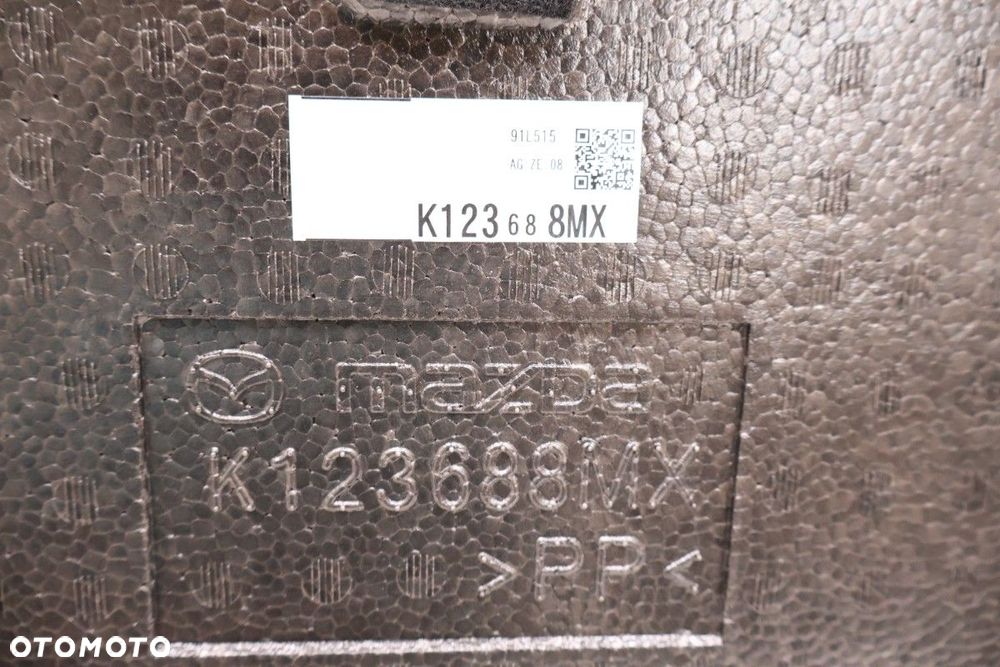 91L515
AG ZE 08
K123 68 8MX
mazda
K123688MX
>PP<
OTOMOTO